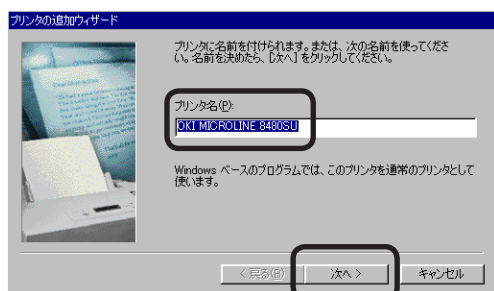 プリンタの追加ウィザード
プリンタに名前を付けられます。または、次の名前を使ってくださ
い。名前を決めたら、[次へ] をクリックしてください。
プリンタ名(P):
OKI MICROLINE 8480SU
Windows ベースのプログラムでは、このプリンタを通常のプリンタとして
使います。
< 戻る(B)
次へ >
キャンセル